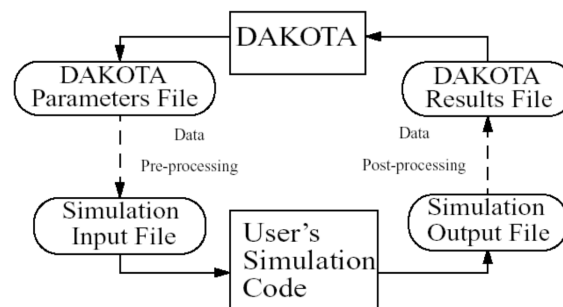 DAKOTA
DAKOTA
Parameters File
DAKOTA
Results File
Data
Pre-processing
Data
Post-processing
Simulation
Input File
User's
Simulation
Code
Simulation
Output File